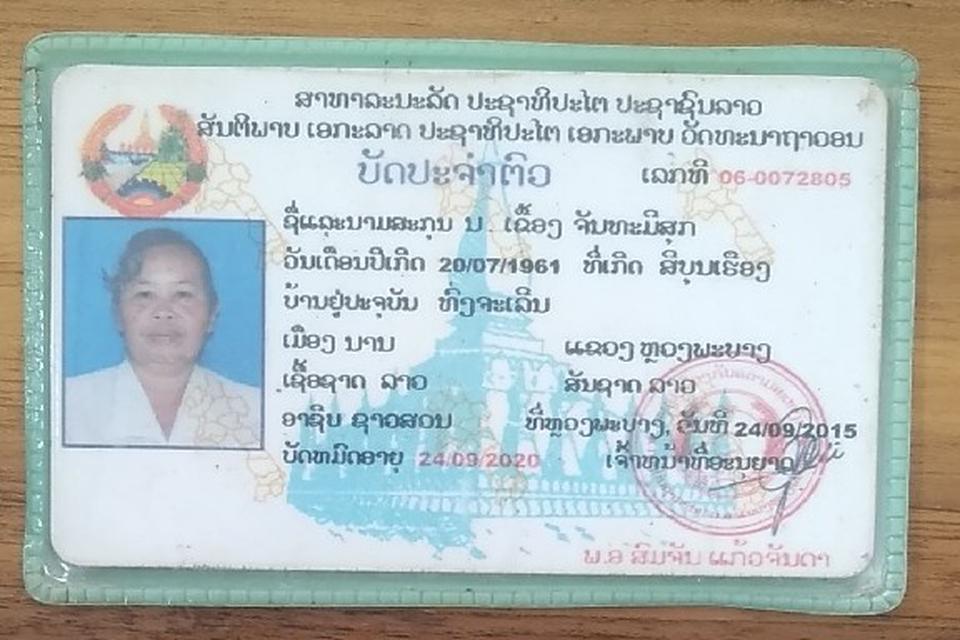 ສາທາລະນະລັດ ປະຊາທິປະໄຕ ປະຊາຊົນລາວ
ສັນຕິພາບ ເອກະລາດ ປະຊາທິປະໄຕ ເອກະພາບ ວັດທະນາຖາວອນ
ບັດປະຈຳຕົວ ເລກທີ 06-0072805
ຊື່ແລະນາມສະກຸນ ນ. ເຂື່ອງ ຈັນທະມີສຸກ
ວັນເດືອນປີເກີດ 20/07/1961 ທີ່ເກີດ ສີບຸນເຮືອງ
ບ້ານຢູ່ປະຈຸບັນ ທົ່ງຈະເລີນ
ເມືອງ ນານ ແຂວງ ຫຼວງພະບາງ
ເຊື້ອຊາດ ລາວ ສັນຊາດ ລາວ
ອາຊີບ ຊາວສວນ ທີ່ຫຼວງພະບາງ, ວັນທີ 24/09/2015
ບັດຫມົດອາຍຸ 24/09/2020 ເຈົ້າຫນ້າທີ່ອະນຸຍາດ
ພ.ອ ສົມຈັນ ແກ້ວຈັນດາ